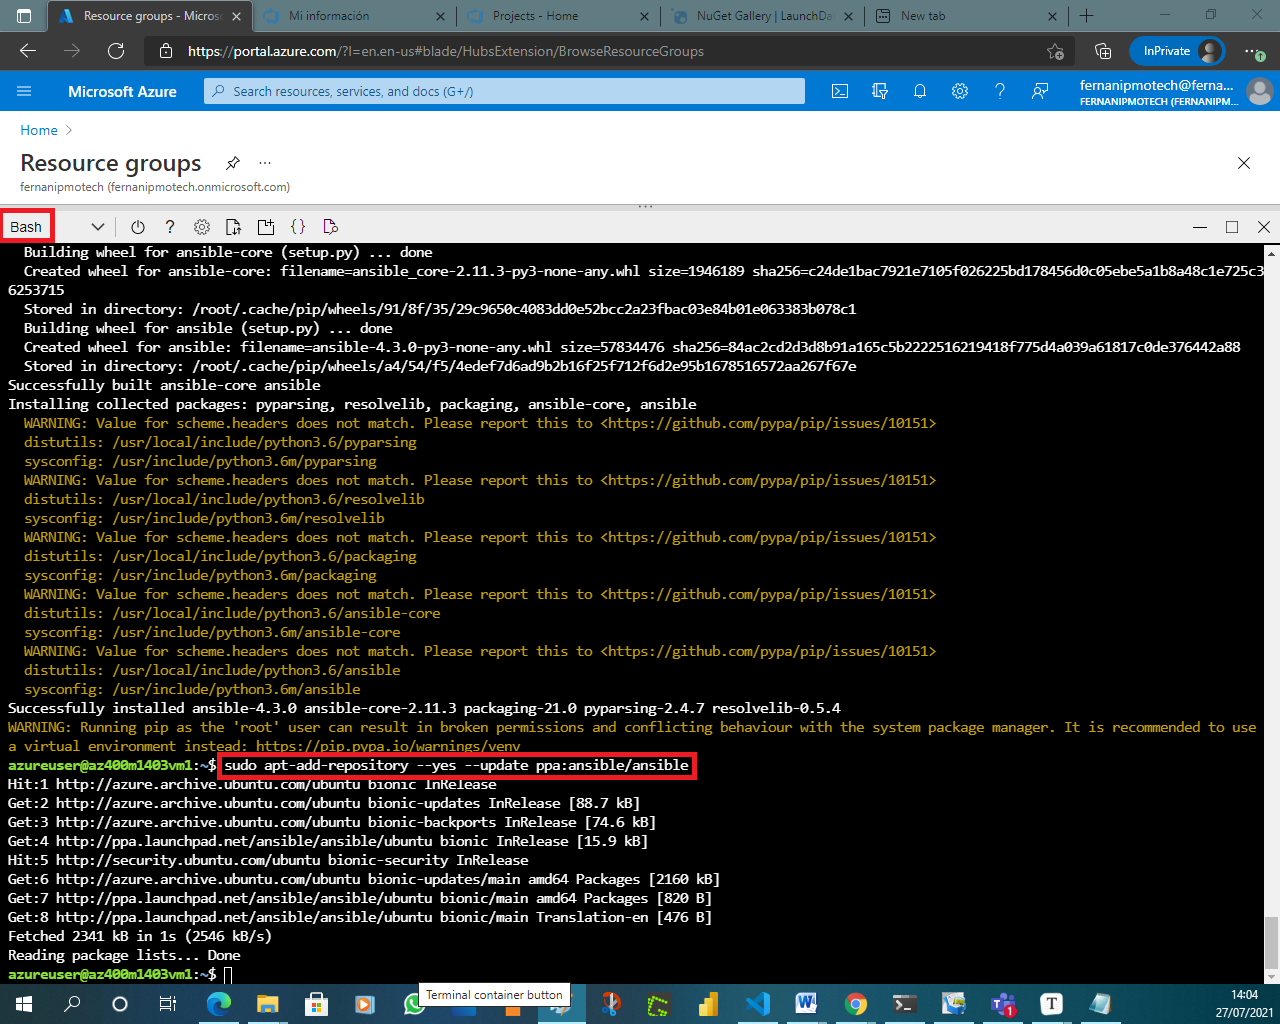 Resource groups - Micros
Mi información
Projects - Home
NuGet Gallery | LaunchDa
New tab
https://portal.azure.com/?l=en.en-us#blade/HubsExtension/BrowseResourceGroups
InPrivate
Microsoft Azure
Search resources, services, and docs (G+/)
fernanipmotech@ferna...
FERNANIPMOTECH (FERNANIPM...
Home
Resource groups
fernanipmotech (fernanipmotech.onmicrosoft.com)
Bash
Building wheel for ansible-core (setup.py) ... done
Created wheel for ansible-core: filename=ansible_core-2.11.3-py3-none-any.whl size=1946189 sha256=c24de1bac7921e7105f026225bd178456d0c05ebe5a1b8a48c1e725c3
6253715
Stored in directory: /root/.cache/pip/wheels/91/8f/35/29c9650c4083dd0e52bcc2a23fbac03e84b01e063383b078c1
Building wheel for ansible (setup.py) ... done
Created wheel for ansible: filename=ansible-4.3.0-py3-none-any.whl size=57834476 sha256=84ac2cd2d3d8b91a165c5b2222516219418f775d4a039a61817c0de376442a88
Stored in directory: /root/.cache/pip/wheels/a4/54/f5/4edef7d6ad9b2b16f25f712f6d2e95b1678516572aa267f67e
Successfully built ansible-core ansible
Installing collected packages: pyparsing, resolvelib, packaging, ansible-core, ansible
WARNING: Value for scheme.headers does not match. Please report this to <https://github.com/pypa/pip/issues/10151>
distutils: /usr/local/include/python3.6/pyparsing
sysconfig: /usr/include/python3.6m/pyparsing
WARNING: Value for scheme.headers does not match. Please report this to <https://github.com/pypa/pip/issues/10151>
distutils: /usr/local/include/python3.6/resolvelib
sysconfig: /usr/include/python3.6m/resolvelib
WARNING: Value for scheme.headers does not match. Please report this to <https://github.com/pypa/pip/issues/10151>
distutils: /usr/local/include/python3.6/packaging
sysconfig: /usr/include/python3.6m/packaging
WARNING: Value for scheme.headers does not match. Please report this to <https://github.com/pypa/pip/issues/10151>
distutils: /usr/local/include/python3.6/ansible-core
sysconfig: /usr/include/python3.6m/ansible-core
WARNING: Value for scheme.headers does not match. Please report this to <https://github.com/pypa/pip/issues/10151>
distutils: /usr/local/include/python3.6/ansible
sysconfig: /usr/include/python3.6m/ansible
Successfully installed ansible-4.3.0 ansible-core-2.11.3 packaging-21.0 pyparsing-2.4.7 resolvelib-0.5.4
WARNING: Running pip as the 'root' user can result in broken permissions and conflicting behaviour with the system package manager. It is recommended to use
a virtual environment instead: https://pip.pypa.io/warnings/venv
azureuser@az400m1403vm1:~$ sudo apt-add-repository --yes --update ppa:ansible/ansible
Hit:1 http://azure.archive.ubuntu.com/ubuntu bionic InRelease
Get:2 http://azure.archive.ubuntu.com/ubuntu bionic-updates InRelease [88.7 kB]
Get:3 http://azure.archive.ubuntu.com/ubuntu bionic-backports InRelease [74.6 kB]
Get:4 http://ppa.launchpad.net/ansible/ansible/ubuntu bionic InRelease [15.9 kB]
Hit:5 http://security.ubuntu.com/ubuntu bionic-security InRelease
Get:6 http://azure.archive.ubuntu.com/ubuntu bionic-updates/main amd64 Packages [2160 kB]
Get:7 http://ppa.launchpad.net/ansible/ansible/ubuntu bionic/main amd64 Packages [820 B]
Get:8 http://ppa.launchpad.net/ansible/ansible/ubuntu bionic/main Translation-en [476 B]
Fetched 2341 kB in 1s (2546 kB/s)
Reading package lists... Done
azureuser@az400m1403vm1:~$
Terminal container button
14:04
27/07/2021